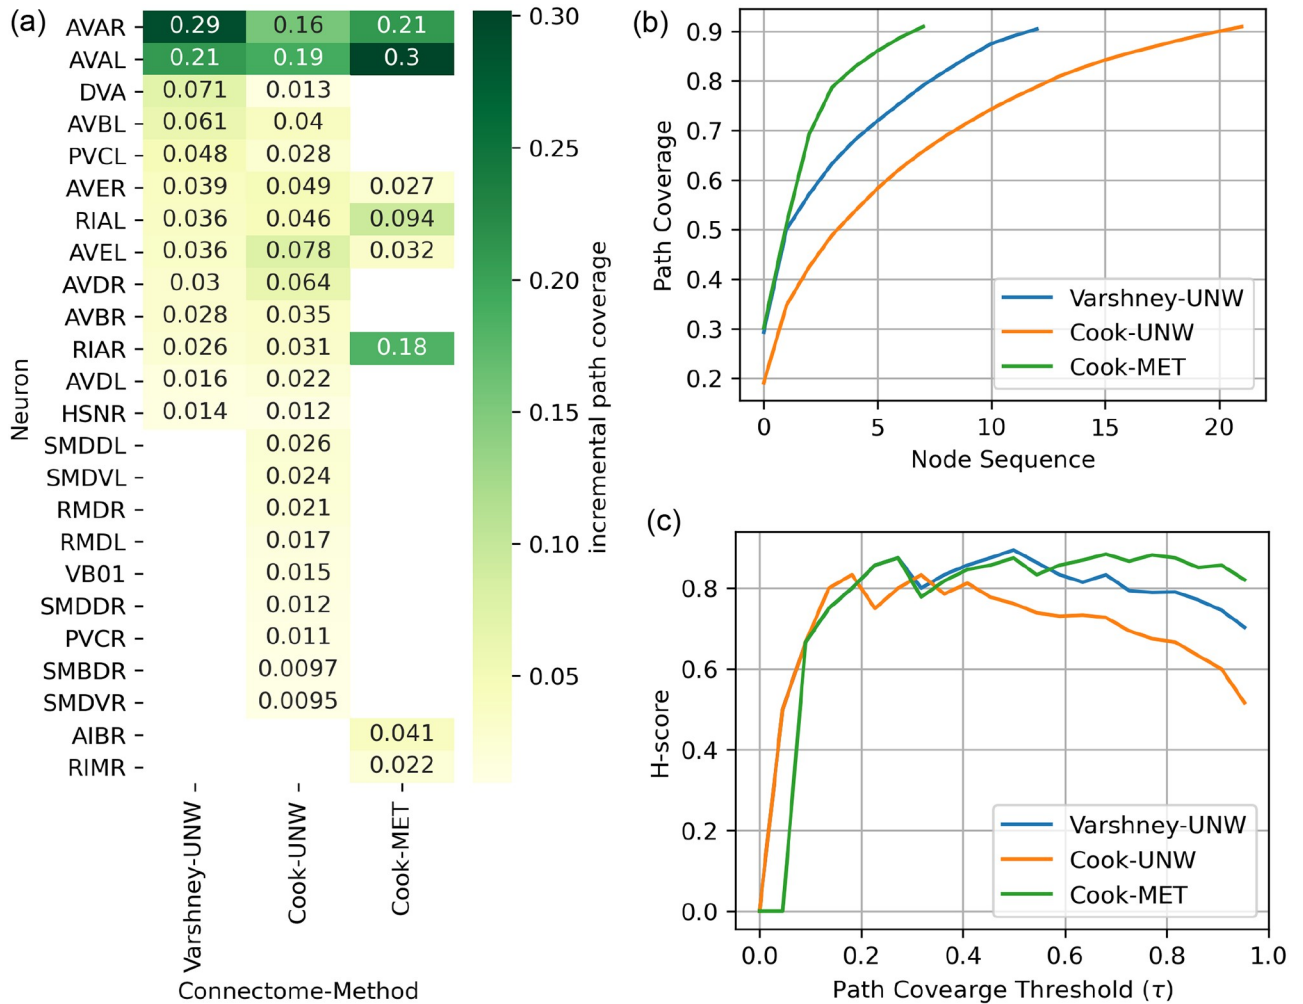 (a)
AVAR 0.29 0.16 0.21
AVAL 0.21 0.19 0.3
DVA 0.071 0.013
AVBL 0.061 0.04
PVCL 0.048 0.028
AVER 0.039 0.049 0.027
RIAL 0.036 0.046 0.094
AVEL 0.036 0.078 0.032
AVDR 0.03 0.064
AVBR 0.028 0.035
RIAR 0.026 0.031 0.18
AVDL 0.016 0.022
HSNR 0.014 0.012
SMDDL 0.026
SMDVL 0.024
RMDR 0.021
RMDL 0.017
VB01 0.015
SMDDR 0.012
PVCR 0.011
SMBDR 0.0097
SMDVR 0.0095
AIBR 0.041
RIMR 0.022
Neuron
Varshney-UNW
Cook-UNW
Cook-MET
Connectome-Method
0.30
0.25
0.20
0.15
0.10
0.05
incremental path coverage
(b)
0.9
0.8
0.7
0.6
0.5
0.4
0.3
0.2
Path Coverage
Varshney-UNW
Cook-UNW
Cook-MET
0 5 10 15 20
Node Sequence
(c)
0.8
0.6
0.4
0.2
0.0
H-score
Varshney-UNW
Cook-UNW
Cook-MET
0.0 0.2 0.4 0.6 0.8 1.0
Path Covearge Threshold (τ)